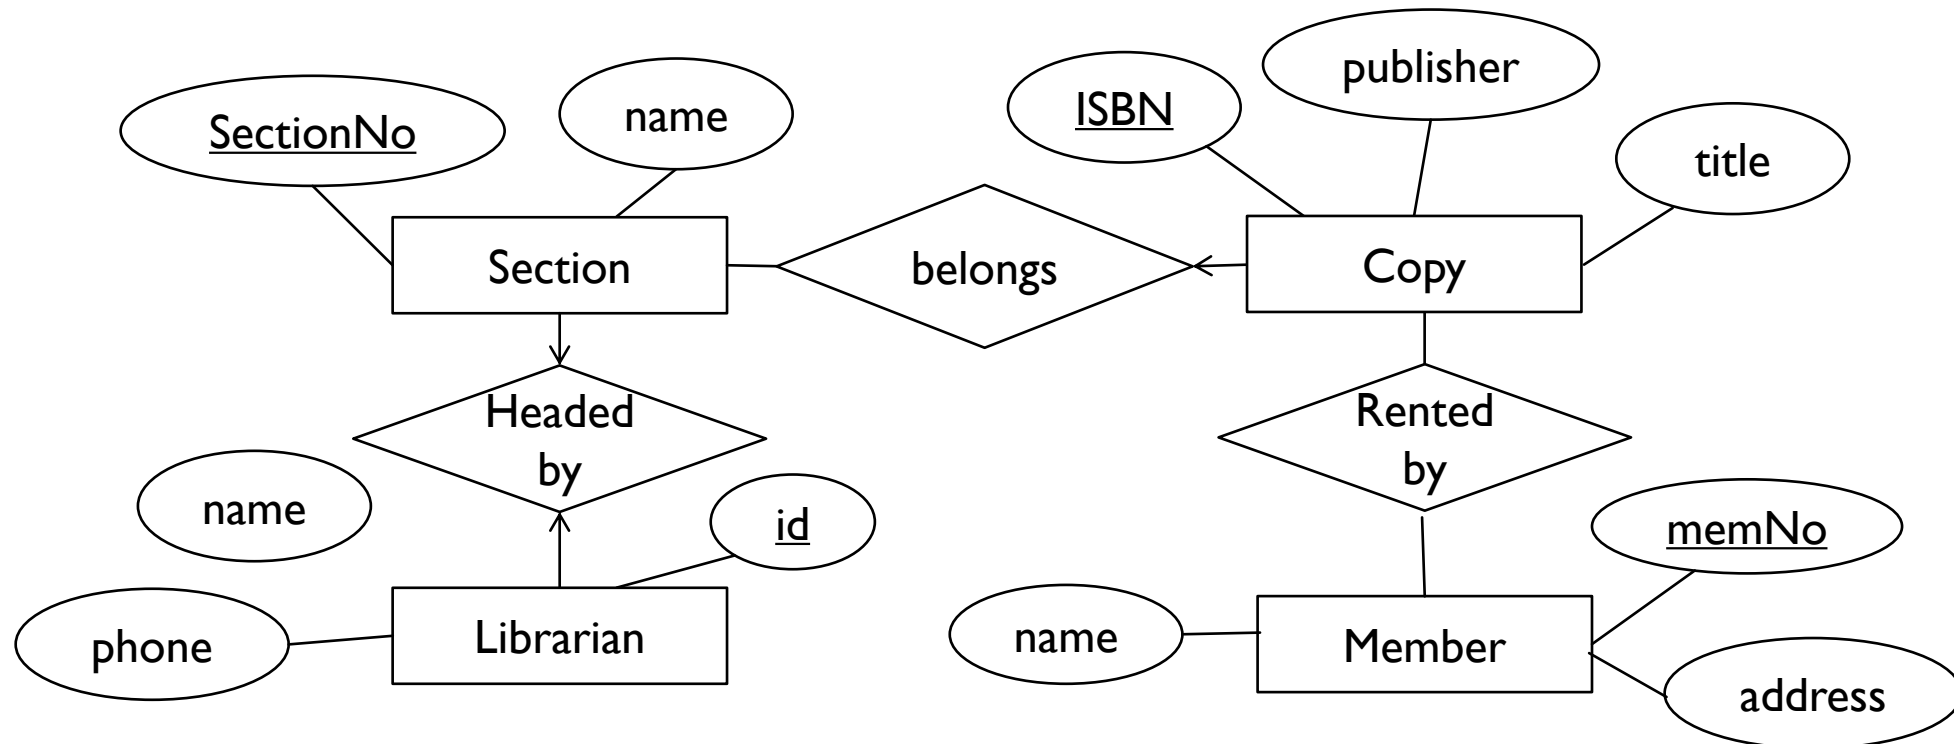 publisher
ISBN
name
SectionNo
title
Section
belongs
Copy
Headed
by
Rented
by
name
id
memNo
phone
Librarian
name
Member
address